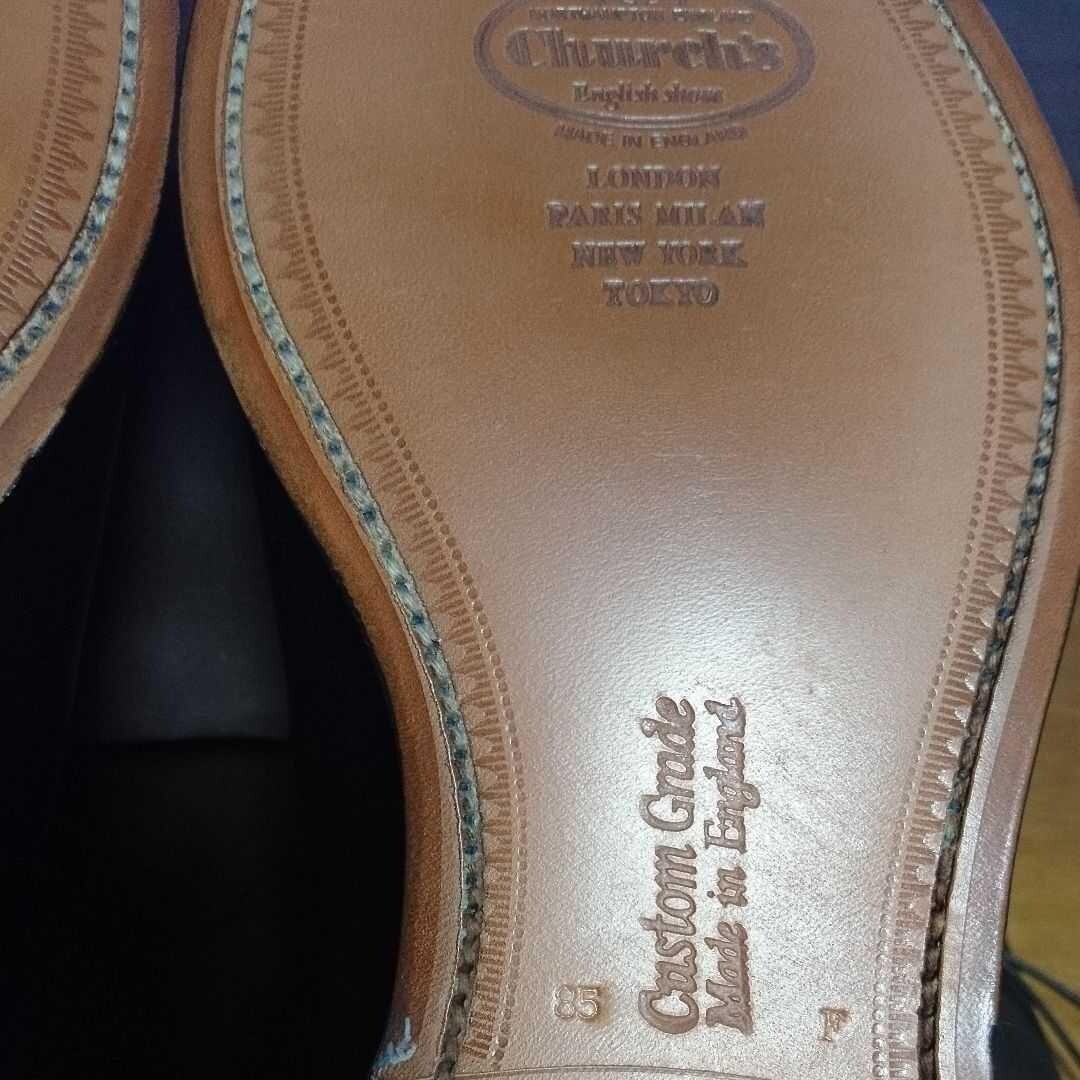 Church's
English shoes
MADE IN ENGLAND
LONDON
PARIS MILAN
NEW YORK
TOKYO
Custom Grade
Made in England
85
F